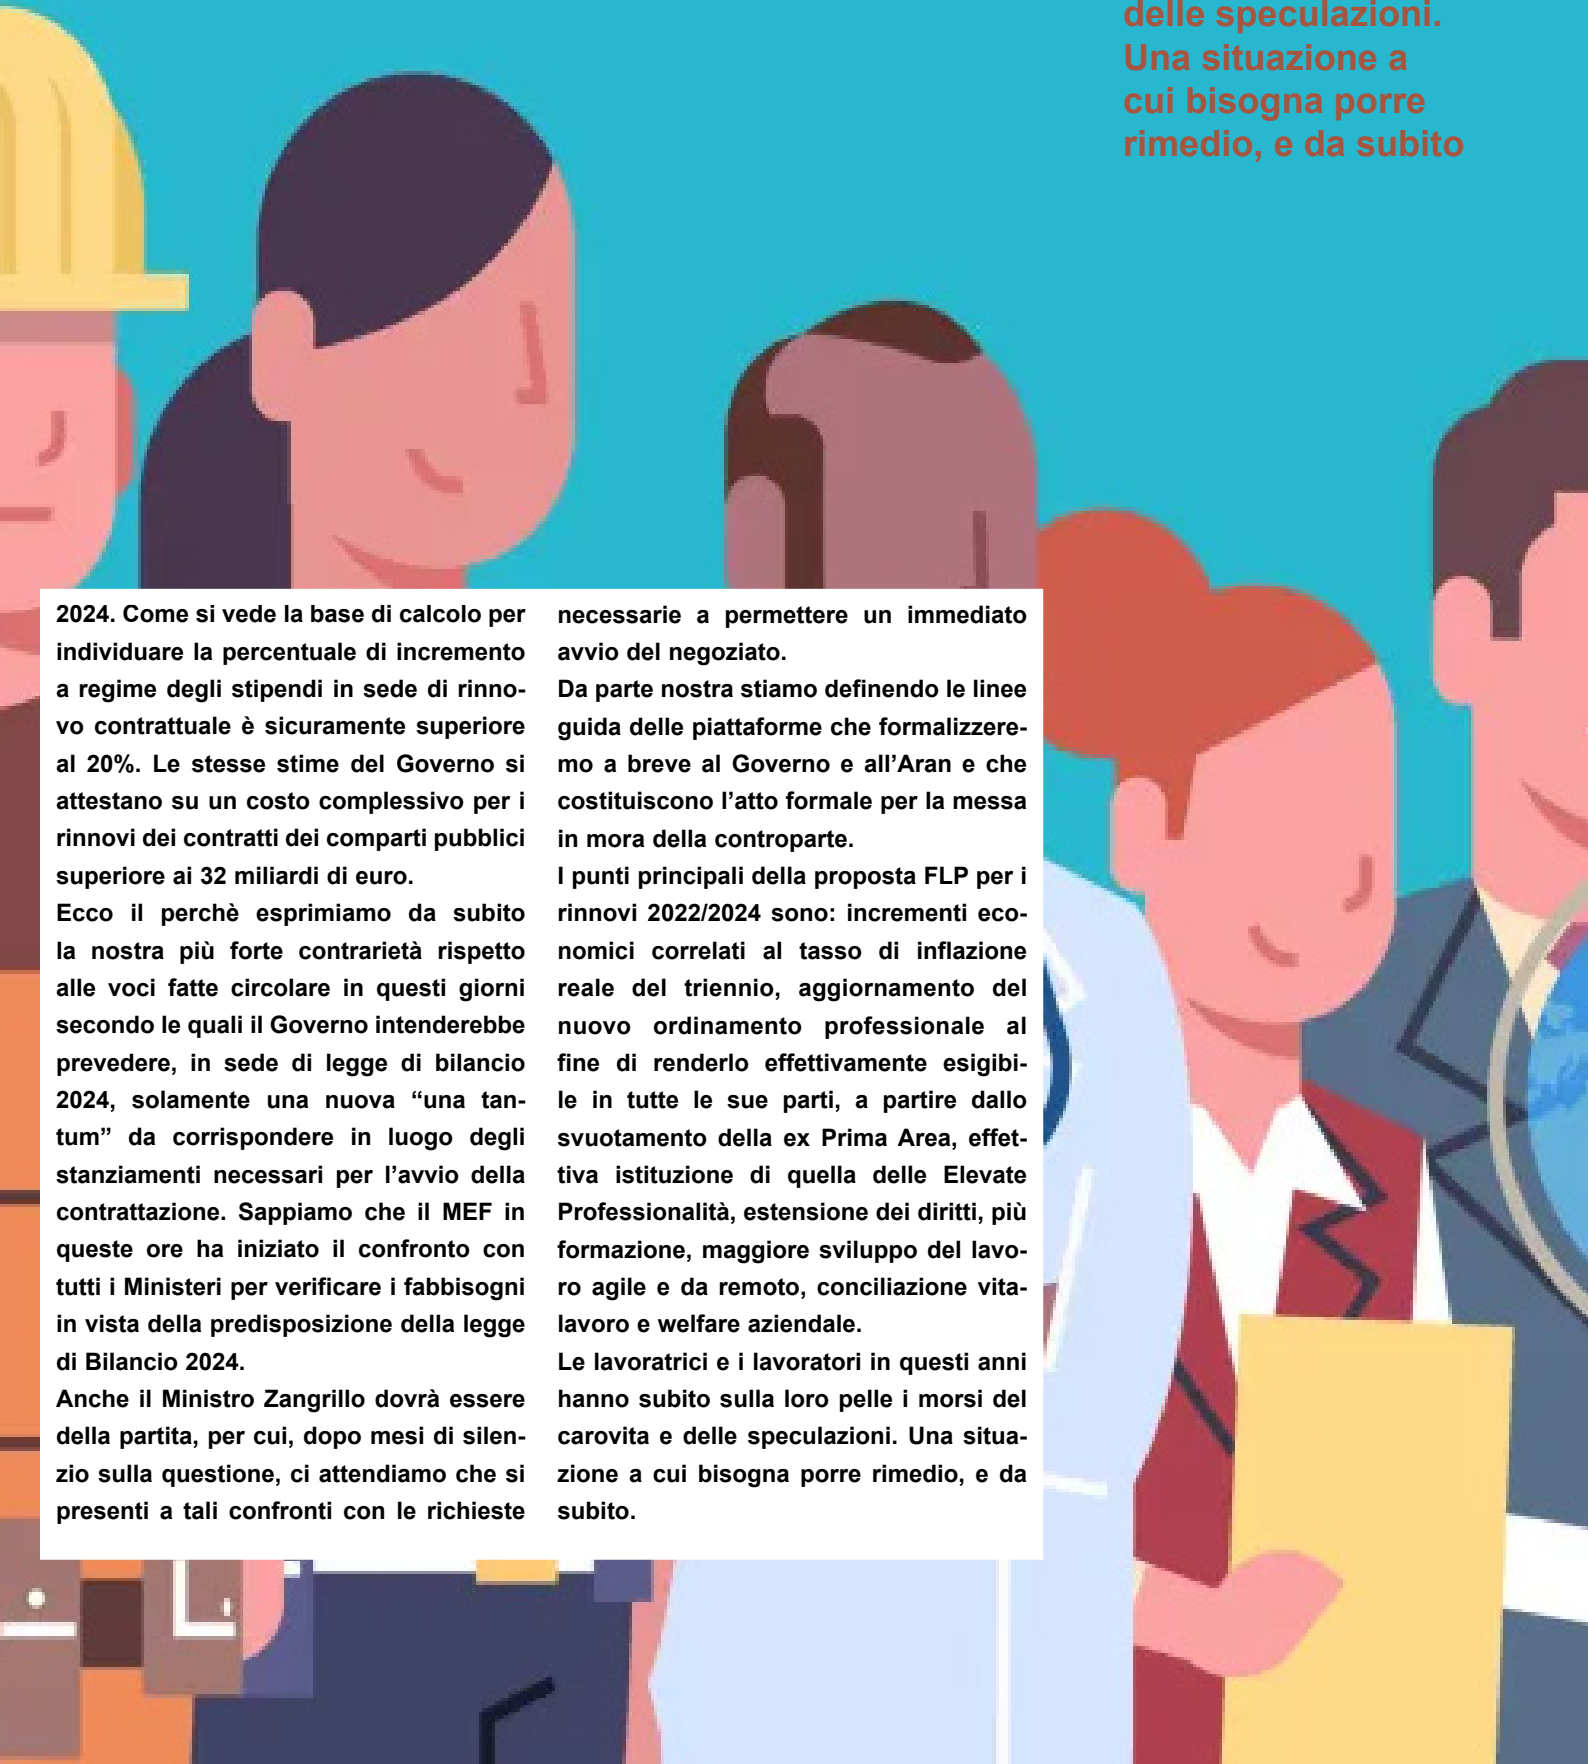 delle speculazioni.
Una situazione a
cui bisogna porre
rimedio, e da subito
2024. Come si vede la base di calcolo per
individuare la percentuale di incremento
a regime degli stipendi in sede di rinno-
vo contrattuale è sicuramente superiore
al 20%. Le stesse stime del Governo si
attestano su un costo complessivo per i
rinnovi dei contratti dei comparti pubblici
superiore ai 32 miliardi di euro.
Ecco il perchè esprimiamo da subito
la nostra più forte contrarietà rispetto
alle voci fatte circolare in questi giorni
secondo le quali il Governo intenderebbe
prevedere, in sede di legge di bilancio
2024, solamente una nuova “una tan-
tum” da corrispondere in luogo degli
stanziamenti necessari per l’avvio della
contrattazione. Sappiamo che il MEF in
queste ore ha iniziato il confronto con
tutti i Ministeri per verificare i fabbisogni
in vista della predisposizione della legge
di Bilancio 2024.
Anche il Ministro Zangrillo dovrà essere
della partita, per cui, dopo mesi di silen-
zio sulla questione, ci attendiamo che si
presenti a tali confronti con le richieste
necessarie a permettere un immediato
avvio del negoziato.
Da parte nostra stiamo definendo le linee
guida delle piattaforme che formalizzere-
mo a breve al Governo e all’Aran e che
costituiscono l’atto formale per la messa
in mora della controparte.
I punti principali della proposta FLP per i
rinnovi 2022/2024 sono: incrementi eco-
nomici correlati al tasso di inflazione
reale del triennio, aggiornamento del
nuovo ordinamento professionale al
fine di renderlo effettivamente esigibi-
le in tutte le sue parti, a partire dallo
svuotamento della ex Prima Area, effet-
tiva istituzione di quella delle Elevate
Professionalità, estensione dei diritti, più
formazione, maggiore sviluppo del lavo-
ro agile e da remoto, conciliazione vita-
lavoro e welfare aziendale.
Le lavoratrici e i lavoratori in questi anni
hanno subito sulla loro pelle i morsi del
carovita e delle speculazioni. Una situa-
zione a cui bisogna porre rimedio, e da
subito.